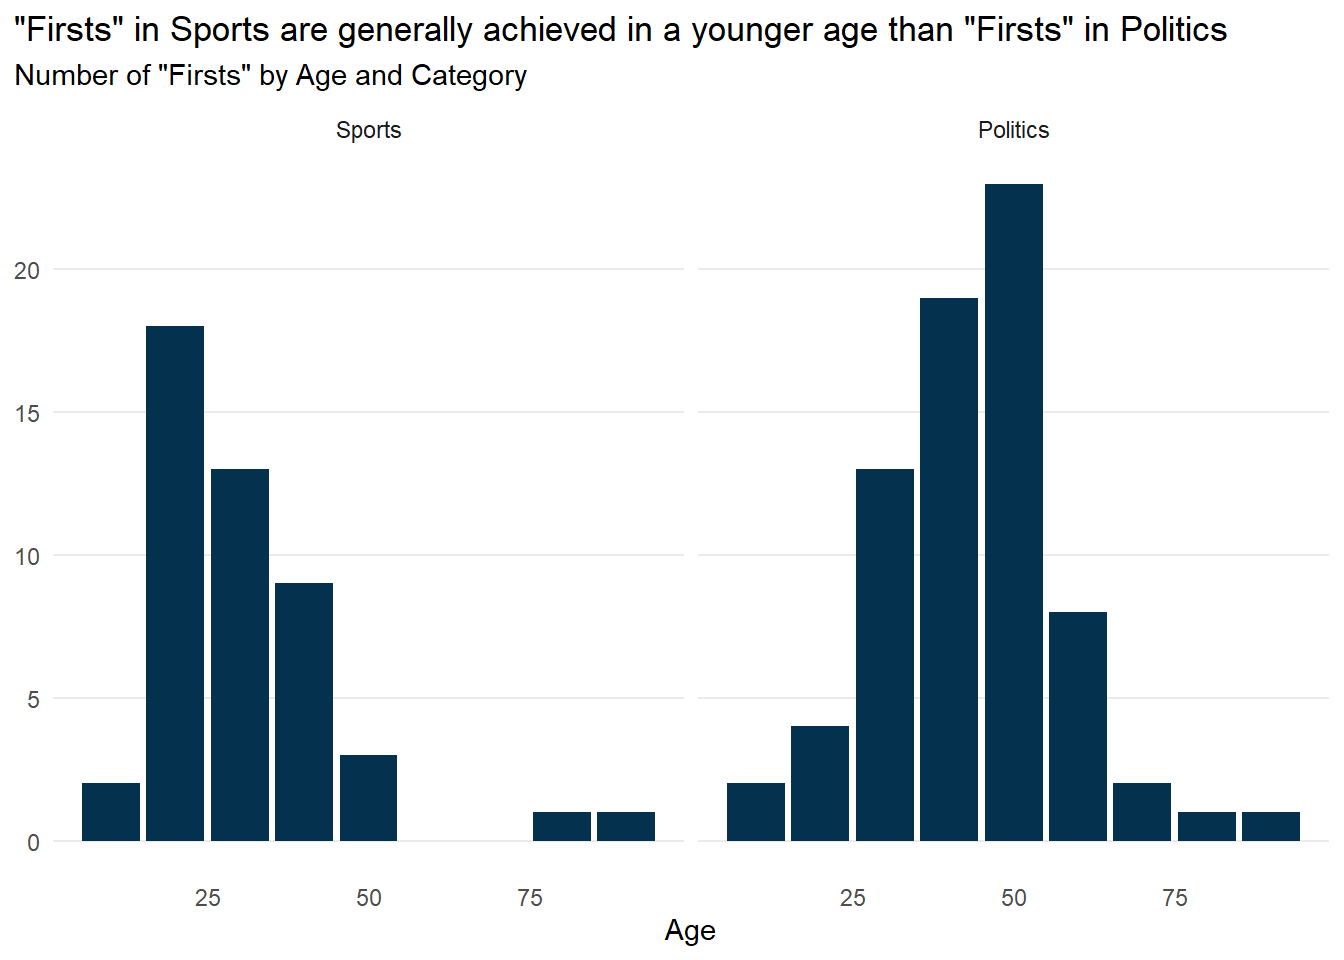 "Firsts" in Sports are generally achieved in a younger age than "Firsts" in Politics
Number of "Firsts" by Age and Category
Sports
Politics
20
15
10
5
0
25
50
75
25
50
75
Age